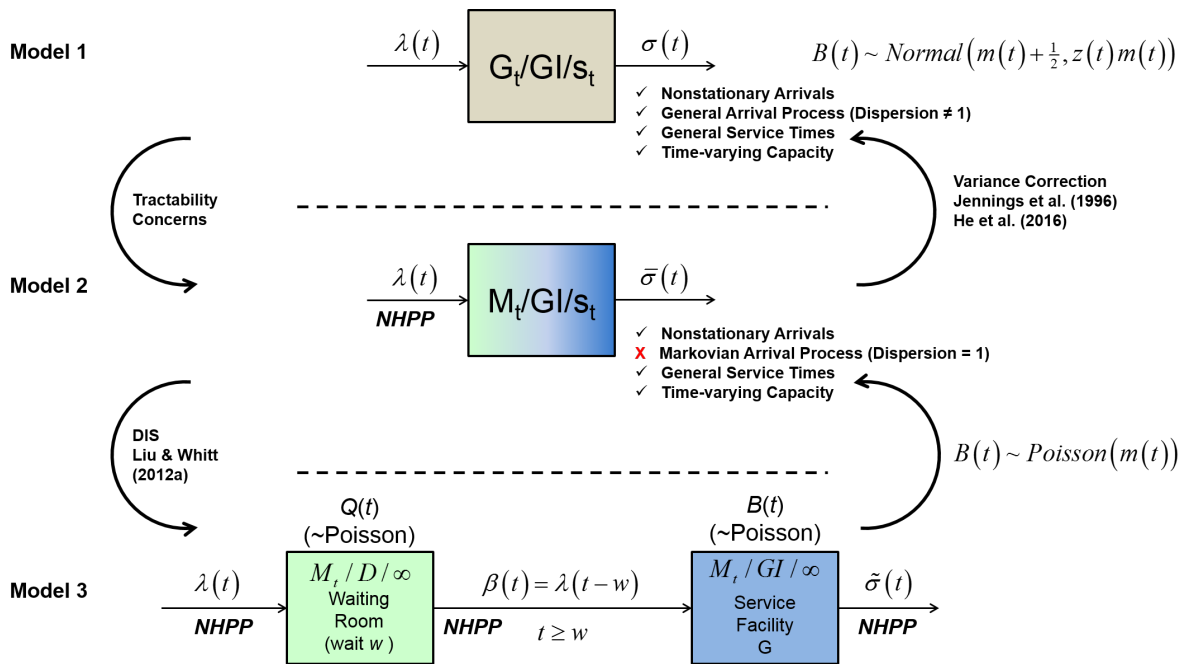 Model 1
λ(t)
G_t/GI/s_t
σ(t)
B(t) ~ Normal(m(t) + 1/2, z(t)m(t))
✓ Nonstationary Arrivals
✓ General Arrival Process (Dispersion ≠ 1)
✓ General Service Times
✓ Time-varying Capacity
Tractability
Concerns
Variance Correction
Jennings et al. (1996)
He et al. (2016)
Model 2
λ(t)
NHPP
M_t/GI/s_t
σ̄(t)
✓ Nonstationary Arrivals
X Markovian Arrival Process (Dispersion = 1)
✓ General Service Times
✓ Time-varying Capacity
DIS
Liu & Whitt
(2012a)
B(t) ~ Poisson(m(t))
Q(t)
(~Poisson)
B(t)
(~Poisson)
Model 3
λ(t)
NHPP
M_t / D / ∞
Waiting
Room
(wait w )
β(t) = λ(t−w)
NHPP
t ≥ w
M_t / GI / ∞
Service
Facility
G
σ̃(t)
NHPP